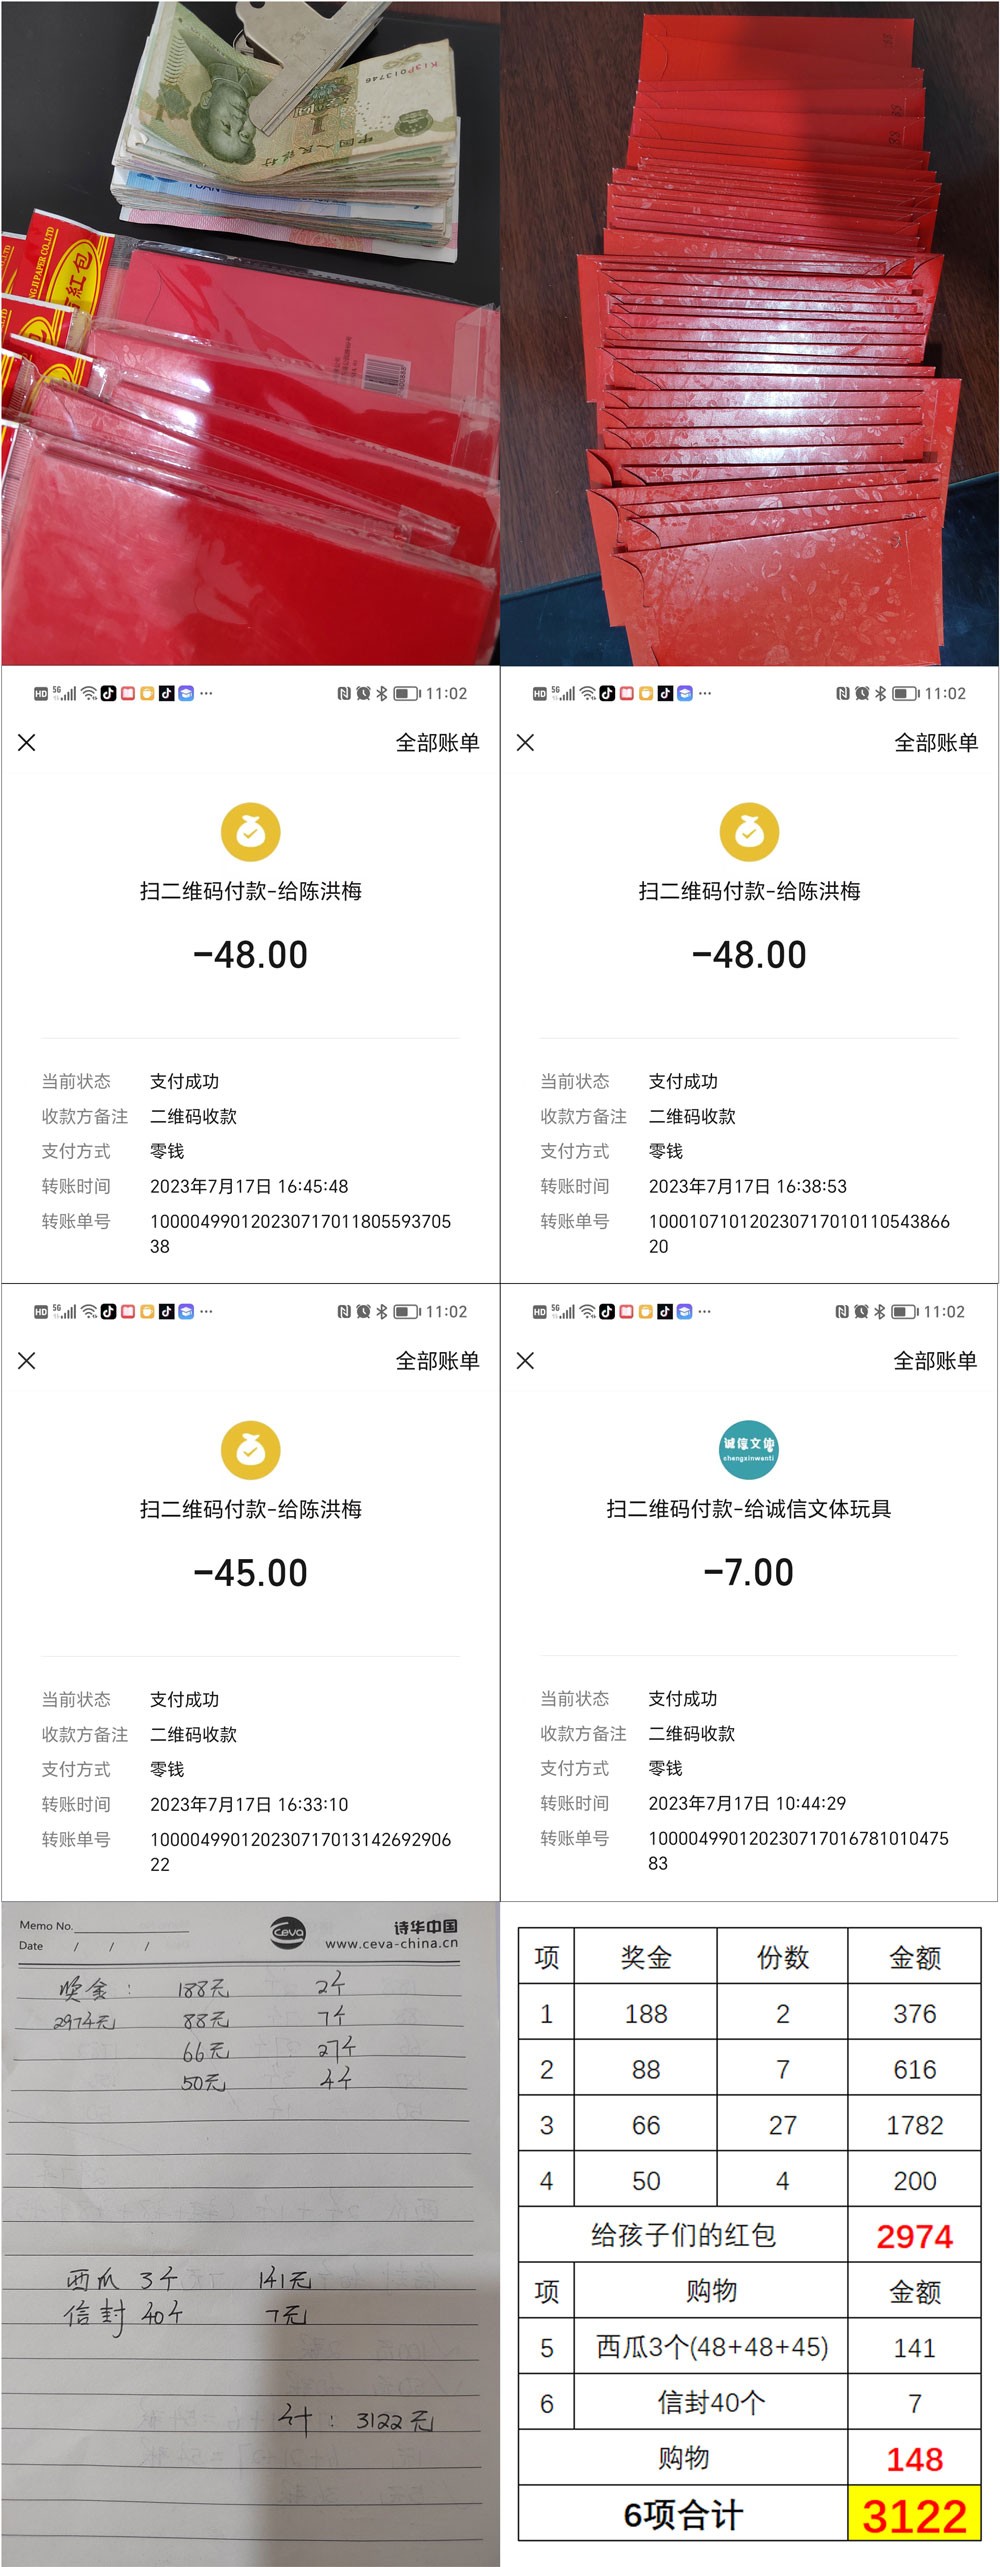 K13P013746
中国人民银行
YUAN
NGJI PAPER CO.,LTD
红包
HD 5G 11:02
全部账单
扫二维码付款-给陈洪梅
-48.00
当前状态 支付成功
收款方备注 二维码收款
支付方式 零钱
转账时间 2023年7月17日 16:45:48
转账单号 10000499012023071701180559370​5
38
HD 5G 11:02
全部账单
扫二维码付款-给陈洪梅
-48.00
当前状态 支付成功
收款方备注 二维码收款
支付方式 零钱
转账时间 2023年7月17日 16:38:53
转账单号 1000107101202307170101105438​66
20
HD 5G 11:02
全部账单
扫二维码付款-给陈洪梅
-45.00
当前状态 支付成功
收款方备注 二维码收款
支付方式 零钱
转账时间 2023年7月17日 16:33:10
转账单号 1000049901202307170131426929​06
22
HD 5G 11:02
全部账单
诚信文体
chengxinwenti
扫二维码付款-给诚信文体玩具
-7.00
当前状态 支付成功
收款方备注 二维码收款
支付方式 零钱
转账时间 2023年7月17日 10:44:29
转账单号 1000049901202307170167810104​75
83
Memo No.
Date / / /
Ceva
诗华中国
www.ceva-china.cn
奖金: 188元 2个
2974元 88元 7个
66元 27个
50元 4个
西瓜 3个 141元
信封 40个 7元
计: 3122元
项 奖金 份数 金额
1 188 2 376
2 88 7 616
3 66 27 1782
4 50 4 200
给孩子们的红包 2974
项 购物 金额
5 西瓜3个(48+48+45) 141
6 信封40个 7
购物 148
6项合计 3122